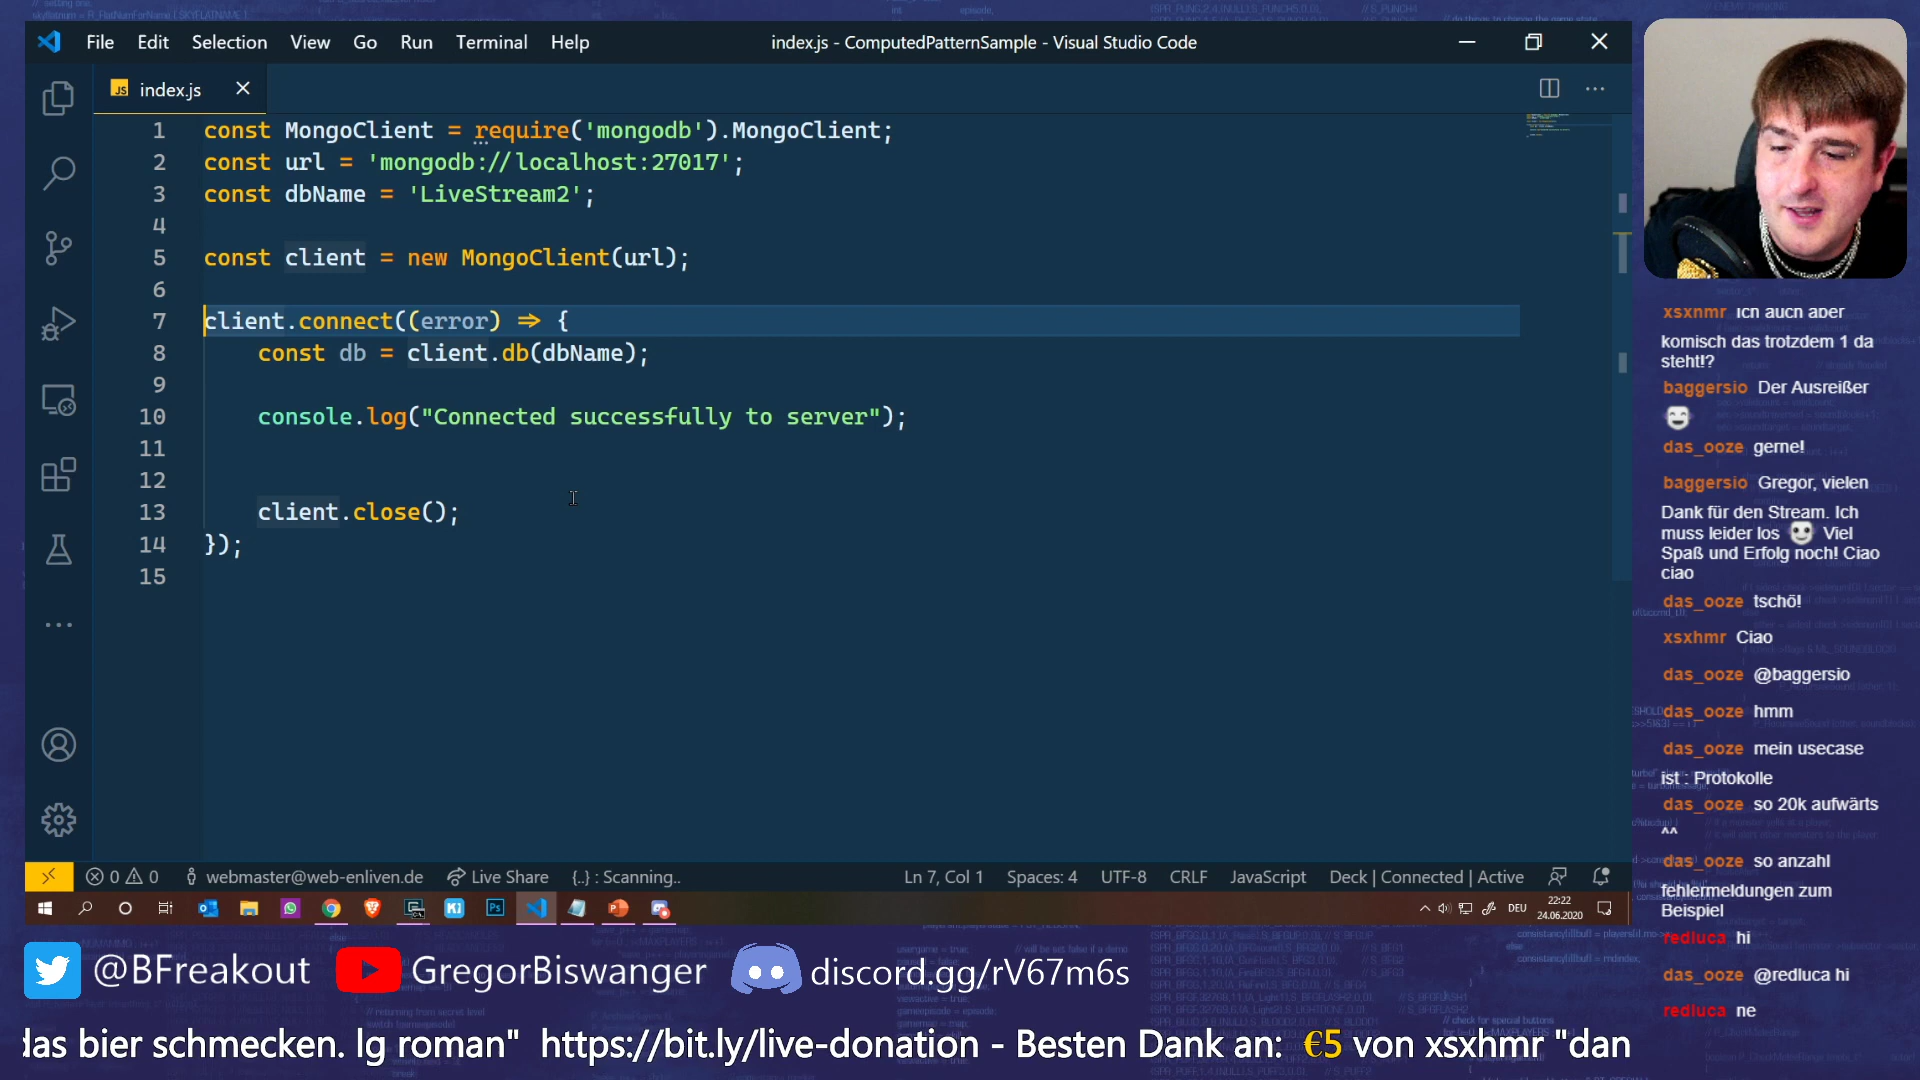 File Edit Selection View Go Run Terminal Help
index.js - ComputedPatternSample - Visual Studio Code
JS index.js
1 const MongoClient = require('mongodb').MongoClient;
2 const url = 'mongodb://localhost:27017';
3 const dbName = 'LiveStream2';
4
5 const client = new MongoClient(url);
6
7 client.connect((error) => {
8 const db = client.db(dbName);
9
10 console.log("Connected successfully to server");
11
12
13 client.close();
14 });
15
0 0 webmaster@web-enliven.de Live Share {..} : Scanning..
Ln 7, Col 1 Spaces: 4 UTF-8 CRLF JavaScript Deck | Connected | Active
DEU 22:22
24.06.2020
xsxhmr Ich auch aber
komisch das trotzdem 1 da
steht!?
baggersio Der Ausreißer
das_ooze gerne!
baggersio Gregor, vielen
Dank für den Stream. Ich
muss leider los Viel
Spaß und Erfolg noch! Ciao
ciao
das_ooze tschö!
xsxhmr Ciao
das_ooze @baggersio
das_ooze hmm
das_ooze mein usecase
ist : Protokolle
das_ooze so 20k aufwärts
^^
das_ooze so anzahl
fehlermeldungen zum
Beispiel
redluca hi
das_ooze @redluca hi
redluca ne
@BFreakout GregorBiswanger discord.gg/rV67m6s
das bier schmecken. lg roman" https://bit.ly/live-donation - Besten Dank an: €5 von xsxhmr "dan